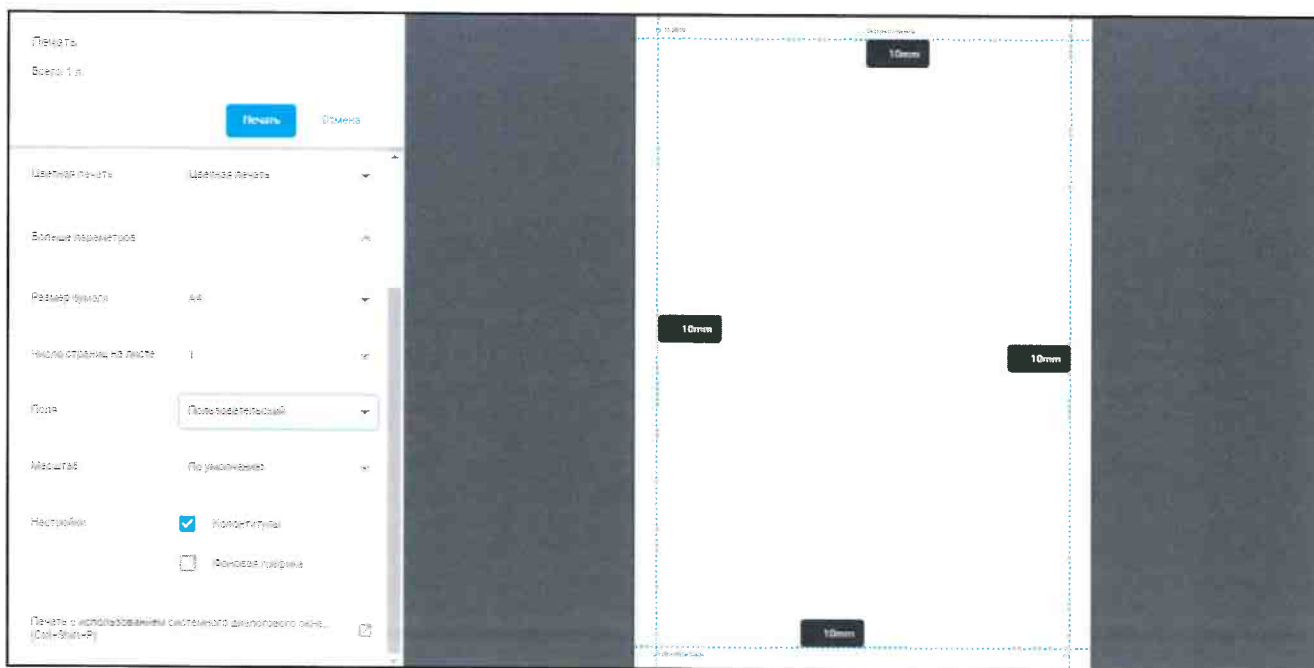 Печать
Всего: 1 л.
Печать Отмена
Цветная печать Цветная печать
Больше параметров
Размер бумаги A4
Число страниц на листе 1
Поля Пользовательский
Масштаб По умолчанию
Настройки Колонтитулы
Фоновая графика
Печать с использованием системного диалогового окна...
(Ctrl+Shift+P)
10mm
10mm
10mm
10mm